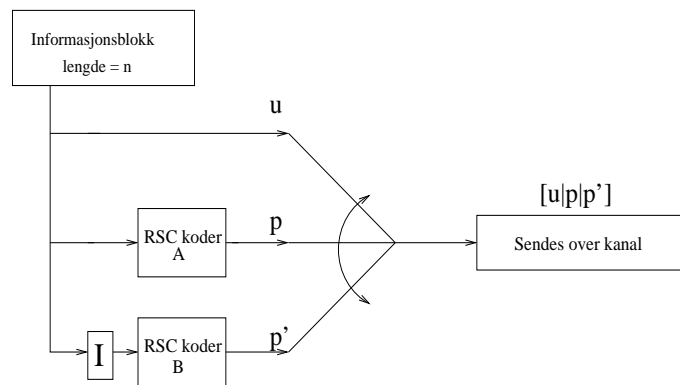 Informasjonsblokk
lengde = n
u
[u|p|p']
RSC koder
A
p
Sendes over kanal
I
RSC koder
B
p'